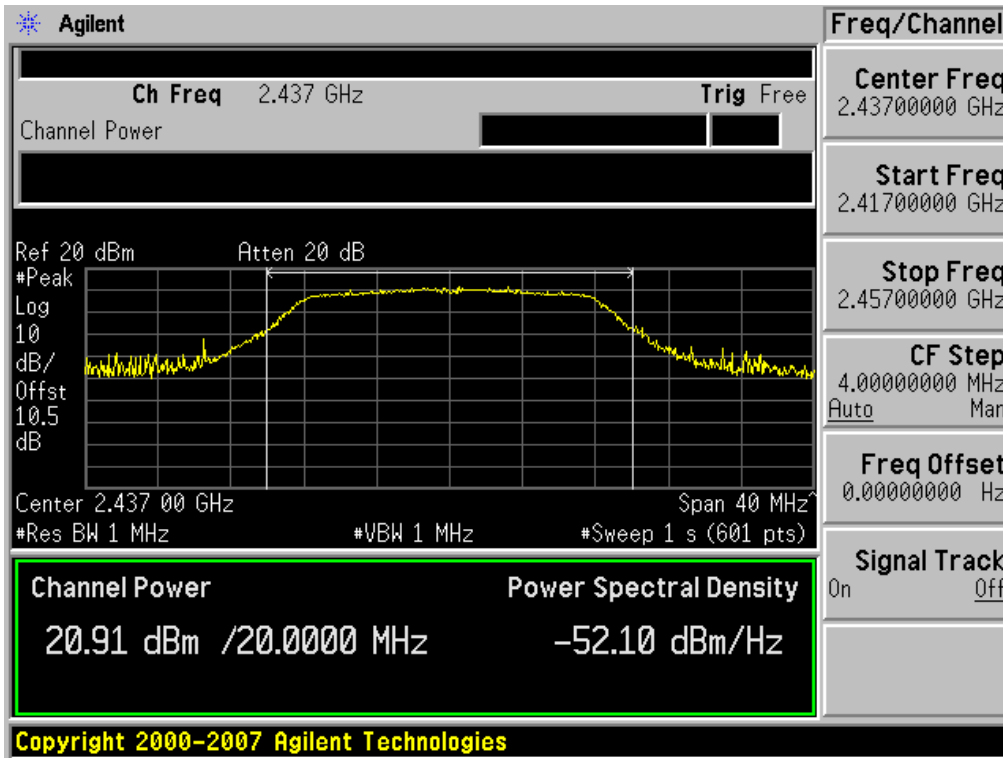 Agilent
Freq/Channel
Ch Freq 2.437 GHz Trig Free
Channel Power
Ref 20 dBm Atten 20 dB
#Peak
Log
10
dB/
Offst
10.5
dB
Center 2.437 00 GHz Span 40 MHz^
#Res BW 1 MHz #VBW 1 MHz #Sweep 1 s (601 pts)
Channel Power Power Spectral Density
20.91 dBm /20.0000 MHz -52.10 dBm/Hz
Copyright 2000-2007 Agilent Technologies
Center Freq
2.43700000 GHz
Start Freq
2.41700000 GHz
Stop Freq
2.45700000 GHz
CF Step
4.00000000 MHz
Auto Man
Freq Offset
0.00000000 Hz
Signal Track
On Off